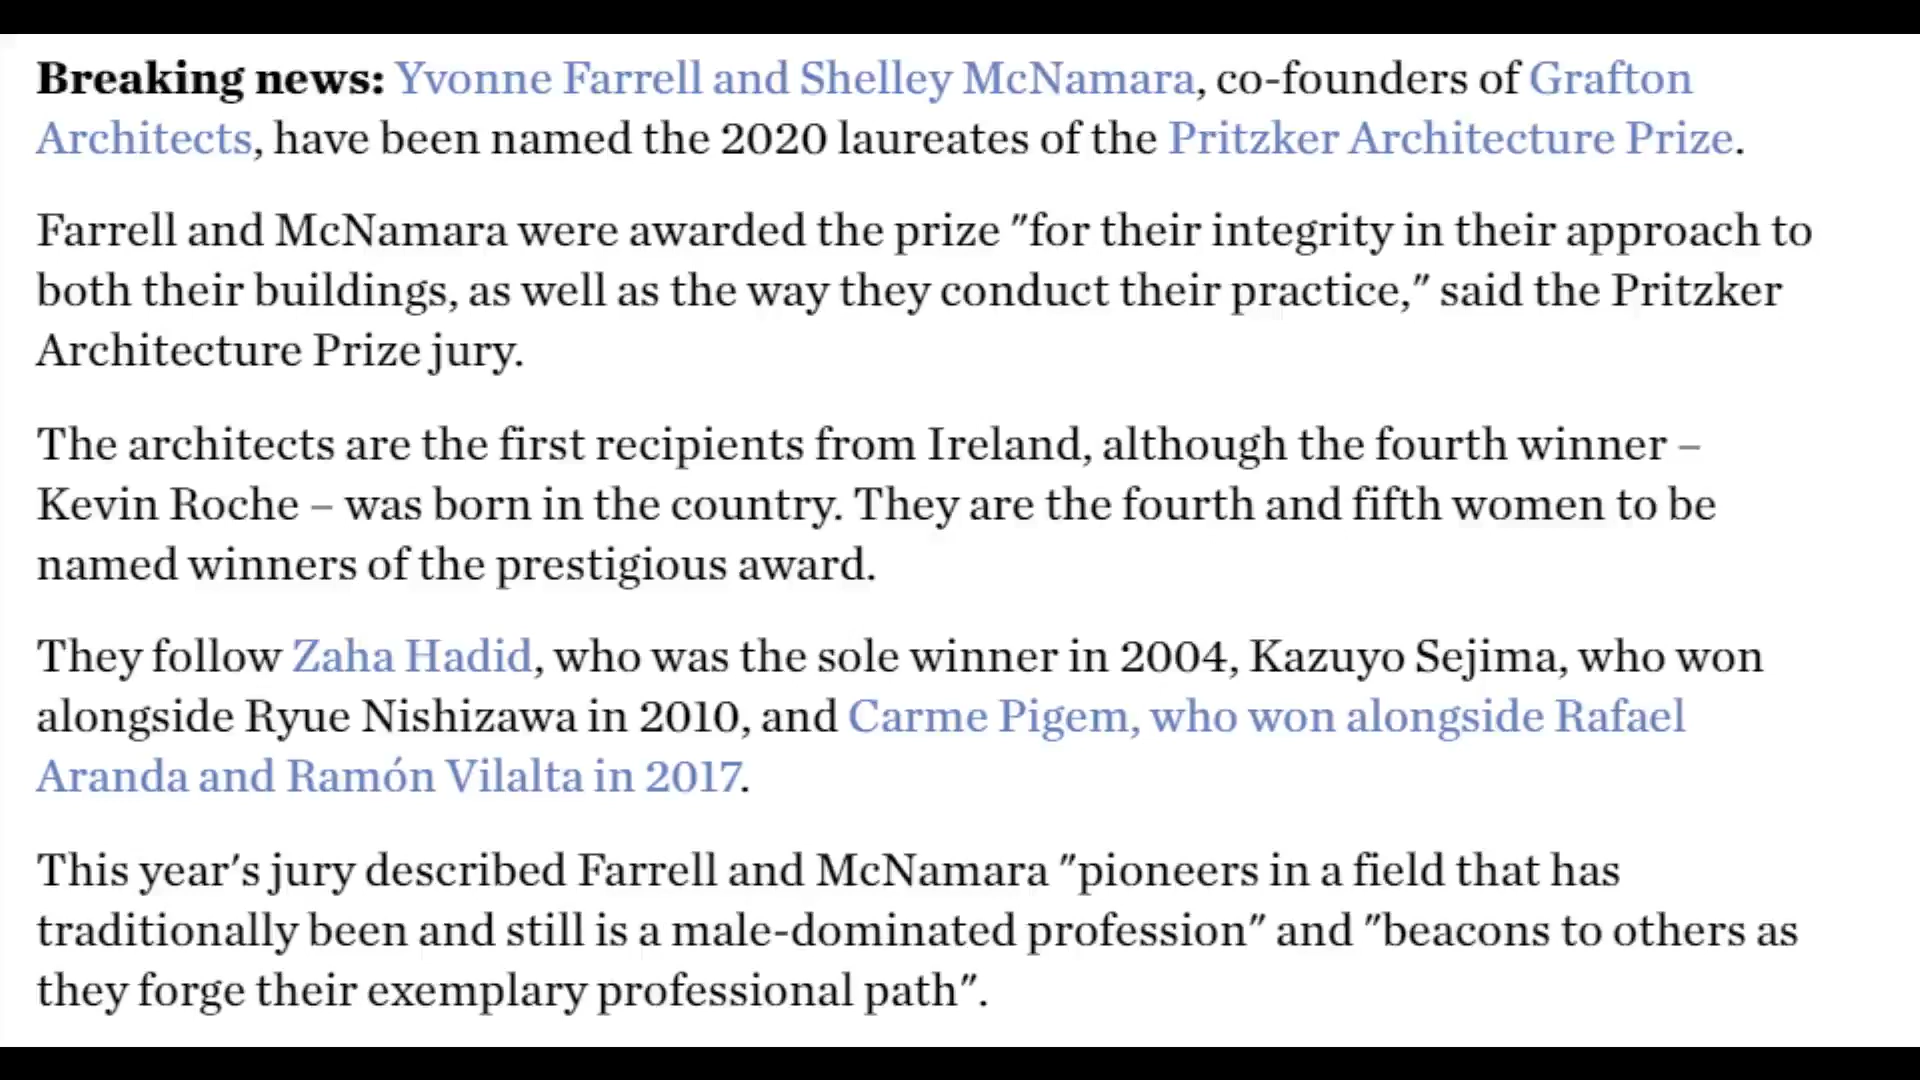 Breaking news: Yvonne Farrell and Shelley McNamara, co-founders of Grafton
Architects, have been named the 2020 laureates of the Pritzker Architecture Prize.
Farrell and McNamara were awarded the prize "for their integrity in their approach to
both their buildings, as well as the way they conduct their practice," said the Pritzker
Architecture Prize jury.
The architects are the first recipients from Ireland, although the fourth winner –
Kevin Roche – was born in the country. They are the fourth and fifth women to be
named winners of the prestigious award.
They follow Zaha Hadid, who was the sole winner in 2004, Kazuyo Sejima, who won
alongside Ryue Nishizawa in 2010, and Carme Pigem, who won alongside Rafael
Aranda and Ramón Vilalta in 2017.
This year's jury described Farrell and McNamara "pioneers in a field that has
traditionally been and still is a male-dominated profession" and "beacons to others as
they forge their exemplary professional path".